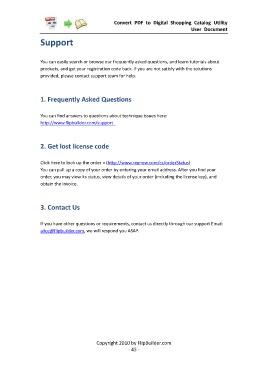 Convert PDF to Digital Shopping Catalog Utility
User Document
Support
You can easily search or browse our frequently asked questions, and learn tutorials about
products, and get your registration code back. If you are not satisfy with the solutions
provided, please contact support team for help.
1. Frequently Asked Questions
You can find answers to questions about technique issues here:
http://www.flipbuilder.com/support
2. Get lost license code
Click here to look up the order » (http://www.regnow.com/cs/orderStatus)
You can pull up a copy of your order by entering your email address. After you find your
order, you may view its status, view details of your order (including the license key), and
obtain the invoice.
3. Contact Us
If you have other questions or requirements, contact us directly through our support Email:
alice@flipbuilder.com, we will respond you ASAP.
Copyright 2010 by FlipBuilder.com
- 45 -